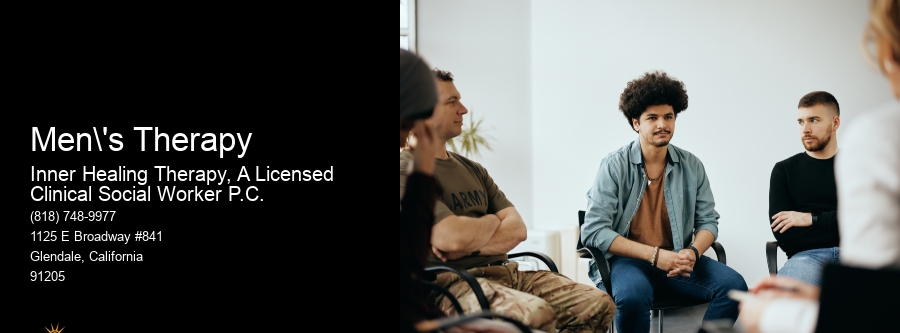 Men\'s Therapy
Inner Healing Therapy, A Licensed
Clinical Social Worker P.C.
(818) 748-9977
1125 E Broadway #841
Glendale, California
91205
ARMY